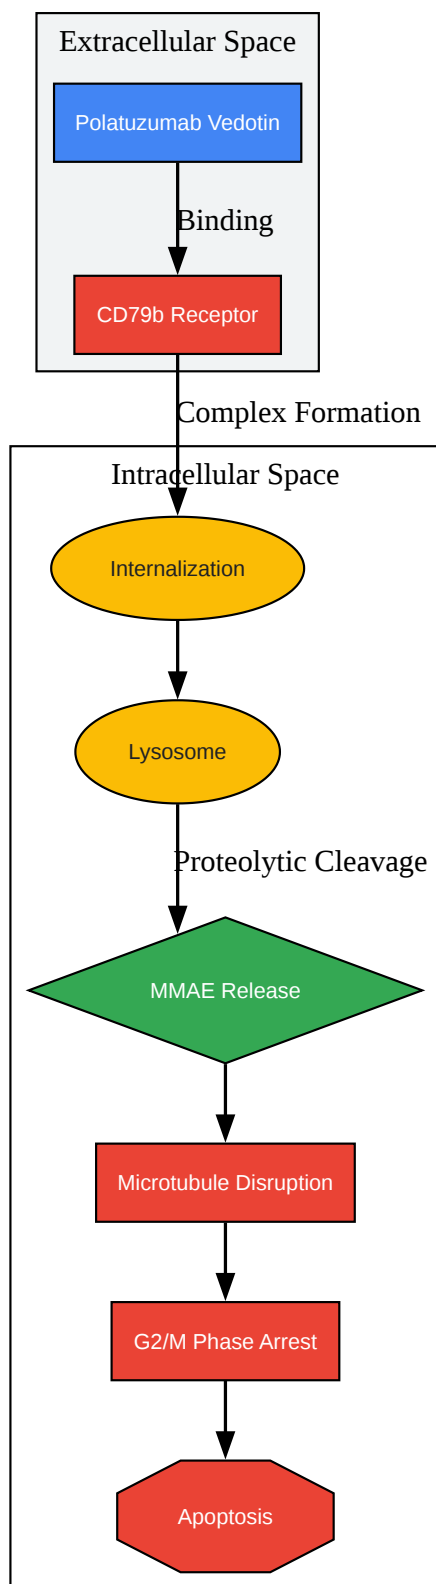 Extracellular Space
Polatuzumab Vedotin
Binding
CD79b Receptor
Complex Formation
Intracellular Space
Internalization
Lysosome
Proteolytic Cleavage
MMAE Release
Microtubule Disruption
G2/M Phase Arrest
Apoptosis